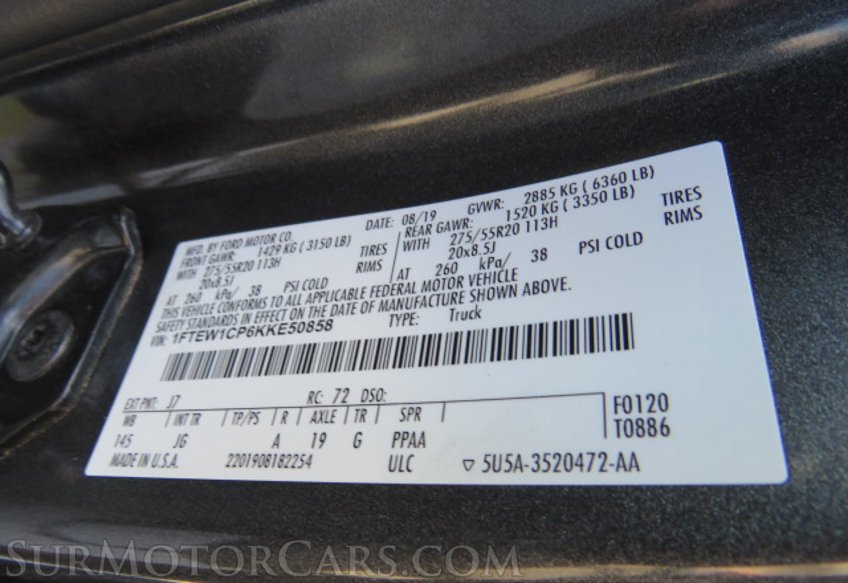 MFD. BY FORD MOTOR CO.
DATE: 08/19 GVWR: 2885 KG ( 6360 LB)
FRONT GAWR: 1429 KG ( 3150 LB)
REAR GAWR: 1520 KG ( 3350 LB)
WITH 275/55R20 113H TIRES
WITH 275/55R20 113H TIRES
20x8.5J RIMS
20x8.5J RIMS
AT 260 kPa/ 38 PSI COLD
AT 260 kPa/ 38 PSI COLD
THIS VEHICLE CONFORMS TO ALL APPLICABLE FEDERAL MOTOR VEHICLE
SAFETY STANDARDS IN EFFECT ON THE DATE OF MANUFACTURE SHOWN ABOVE.
VIN: 1FTEW1CP6KKE50858 TYPE: Truck
EXT PNT: J7 RC: 72 DSO:
WB INT TR TP/PS R AXLE TR SPR
145 JG A 19 G PPAA
F0120
T0886
MADE IN U.S.A. 2201908182254 ULC ▽ 5U5A-3520472-AA
SURMOTORCARS.COM